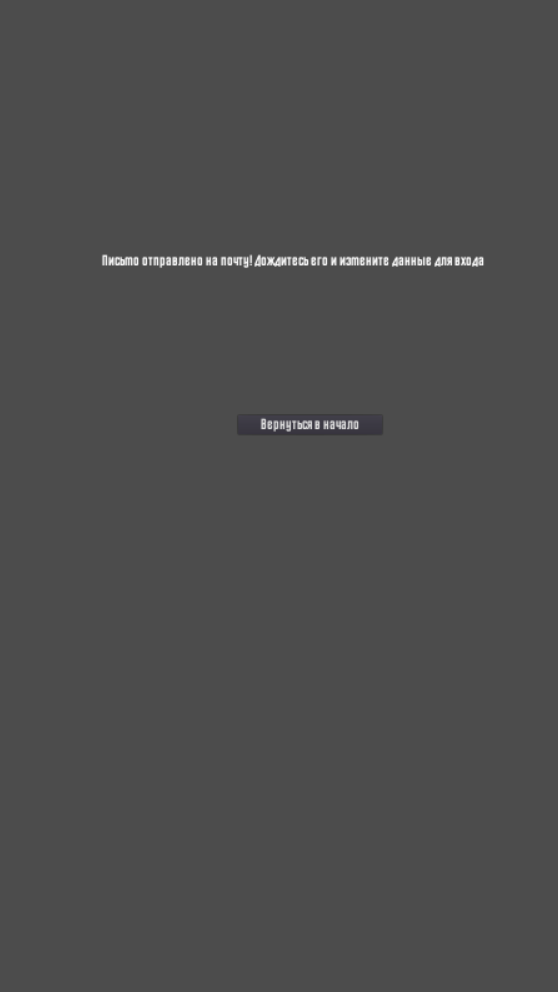 Письмо отправлено на почту! Дождитесь его и измените данные для входа
Вернуться в начало